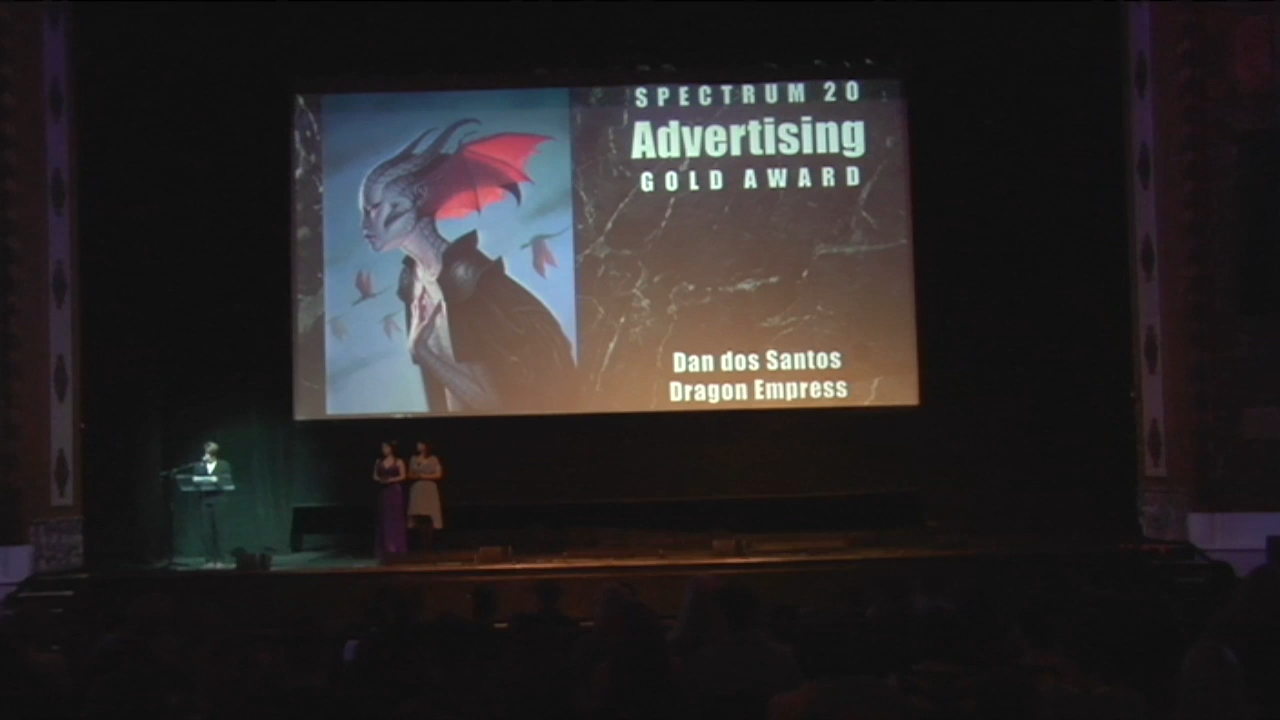 SPECTRUM 20
Advertising
GOLD AWARD
Dan dos Santos
Dragon Empress